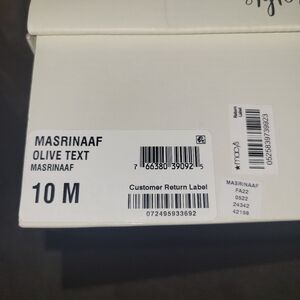 MASRINAAF
OLIVE TEXT
MASRINAAF
10 M
7 66380 39092 5
Customer Return Label
072495933692
Return
Label
★macy's
0525839739923
MASRINAAF
FA22
0522
24342
42198